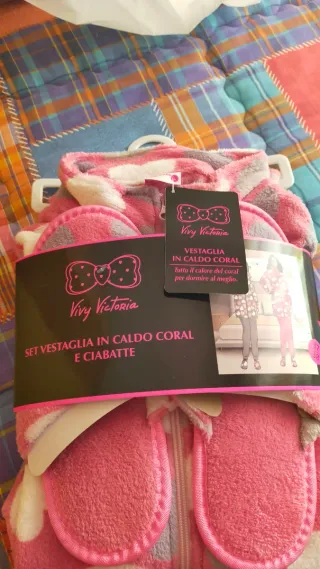 Vivy Victoria
VESTAGLIA
IN CALDO CORAL
Tutto il calore del coral
per dormire al meglio.
Vivy Victoria
SET VESTAGLIA IN CALDO CORAL
E CIABATTE